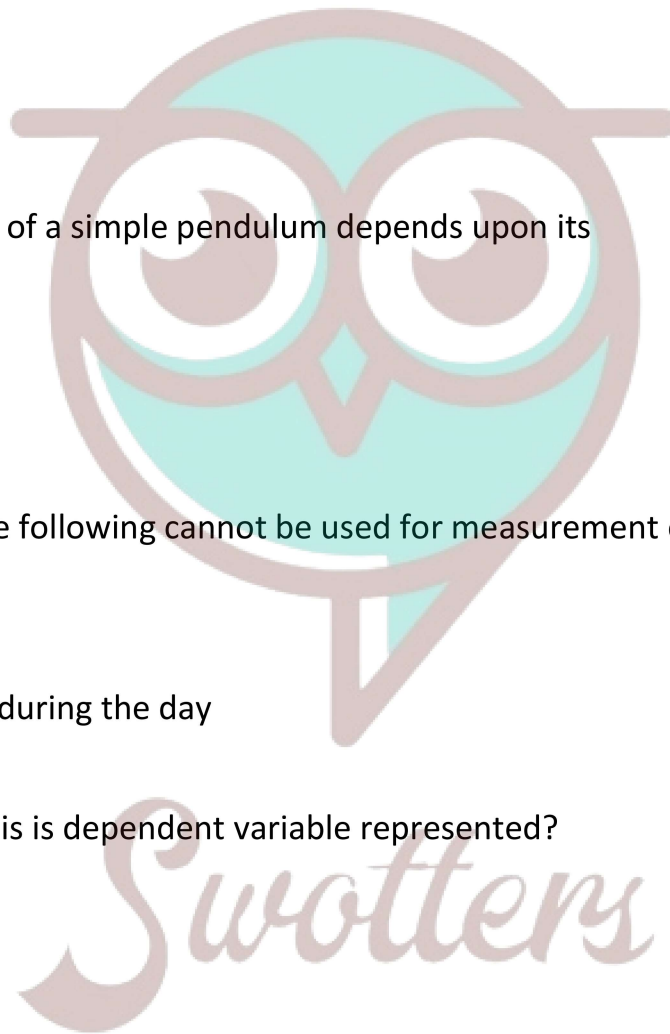 of a simple pendulum depends upon its
following cannot be used for measurement
during the day
is dependent variable represented?
Swotters